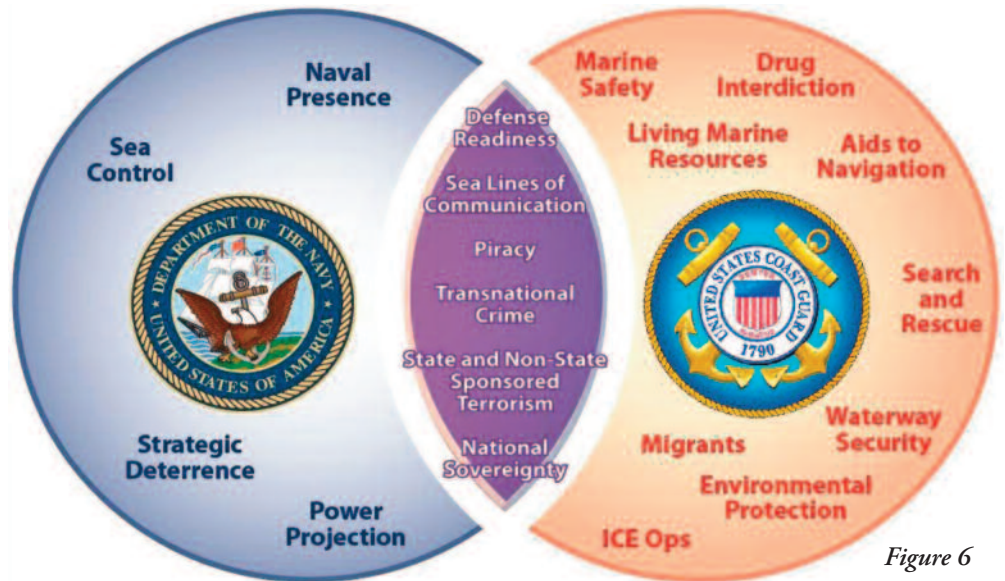 Naval
Presence
Sea
Control
DEPARTMENT OF THE NAVY
UNITED STATES OF AMERICA
Strategic
Deterrence
Power
Projection
Defense
Readiness
Sea Lines of
Communication
Piracy
Transnational
Crime
State and Non-State
Sponsored
Terrorism
National
Sovereignty
Marine
Safety
Drug
Interdiction
Living Marine
Resources
Aids to
Navigation
UNITED STATES COAST GUARD
1790
Search
and
Rescue
Waterway
Security
Migrants
Environmental
Protection
ICE Ops
Figure 6